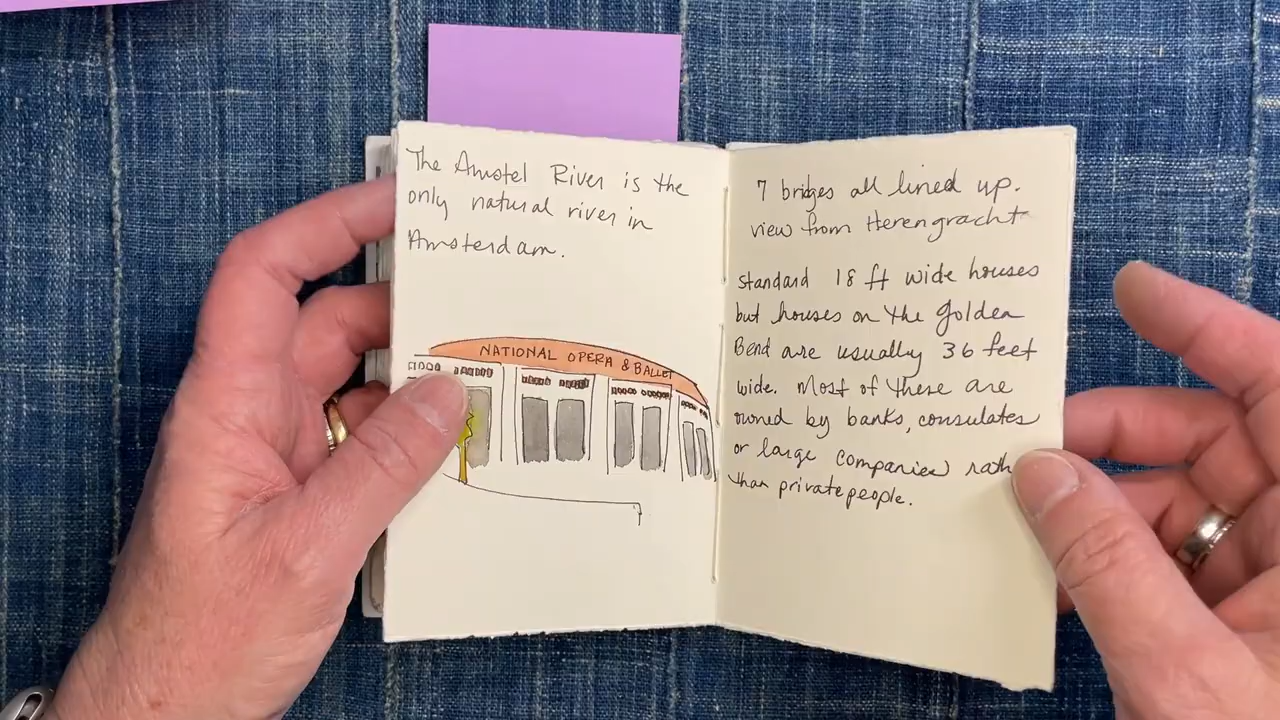 The Amstel River is the
only natural river in
Amsterdam.
NATIONAL OPERA & BALLET
7 bridges all lined up.
view from Herengracht
standard 18 ft wide houses
but houses on the golden
Bend are usually 36 feet
wide. Most of these are
owned by banks, consulates
or large companies rath
than private people.